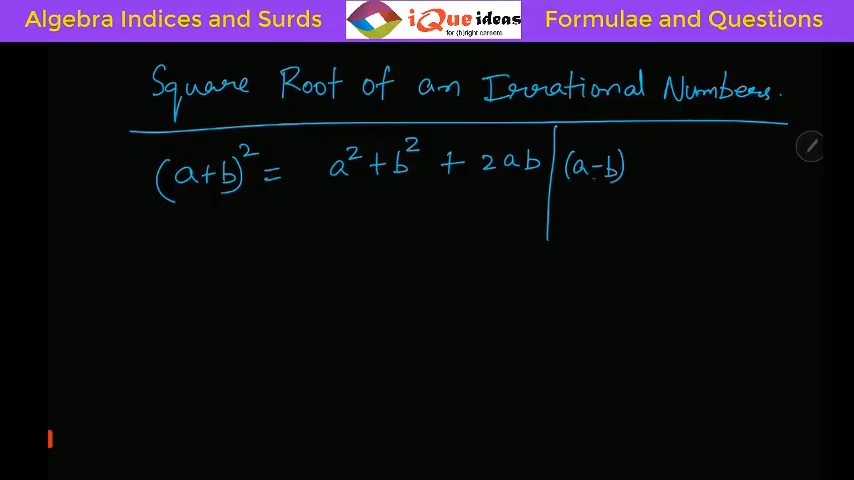 Algebra Indices and Surds
iQue ideas
for (b)right careers
Formulae and Questions
Square Root of an Irrational Numbers.
(a+b)² = a² + b² + 2ab | (a-b)